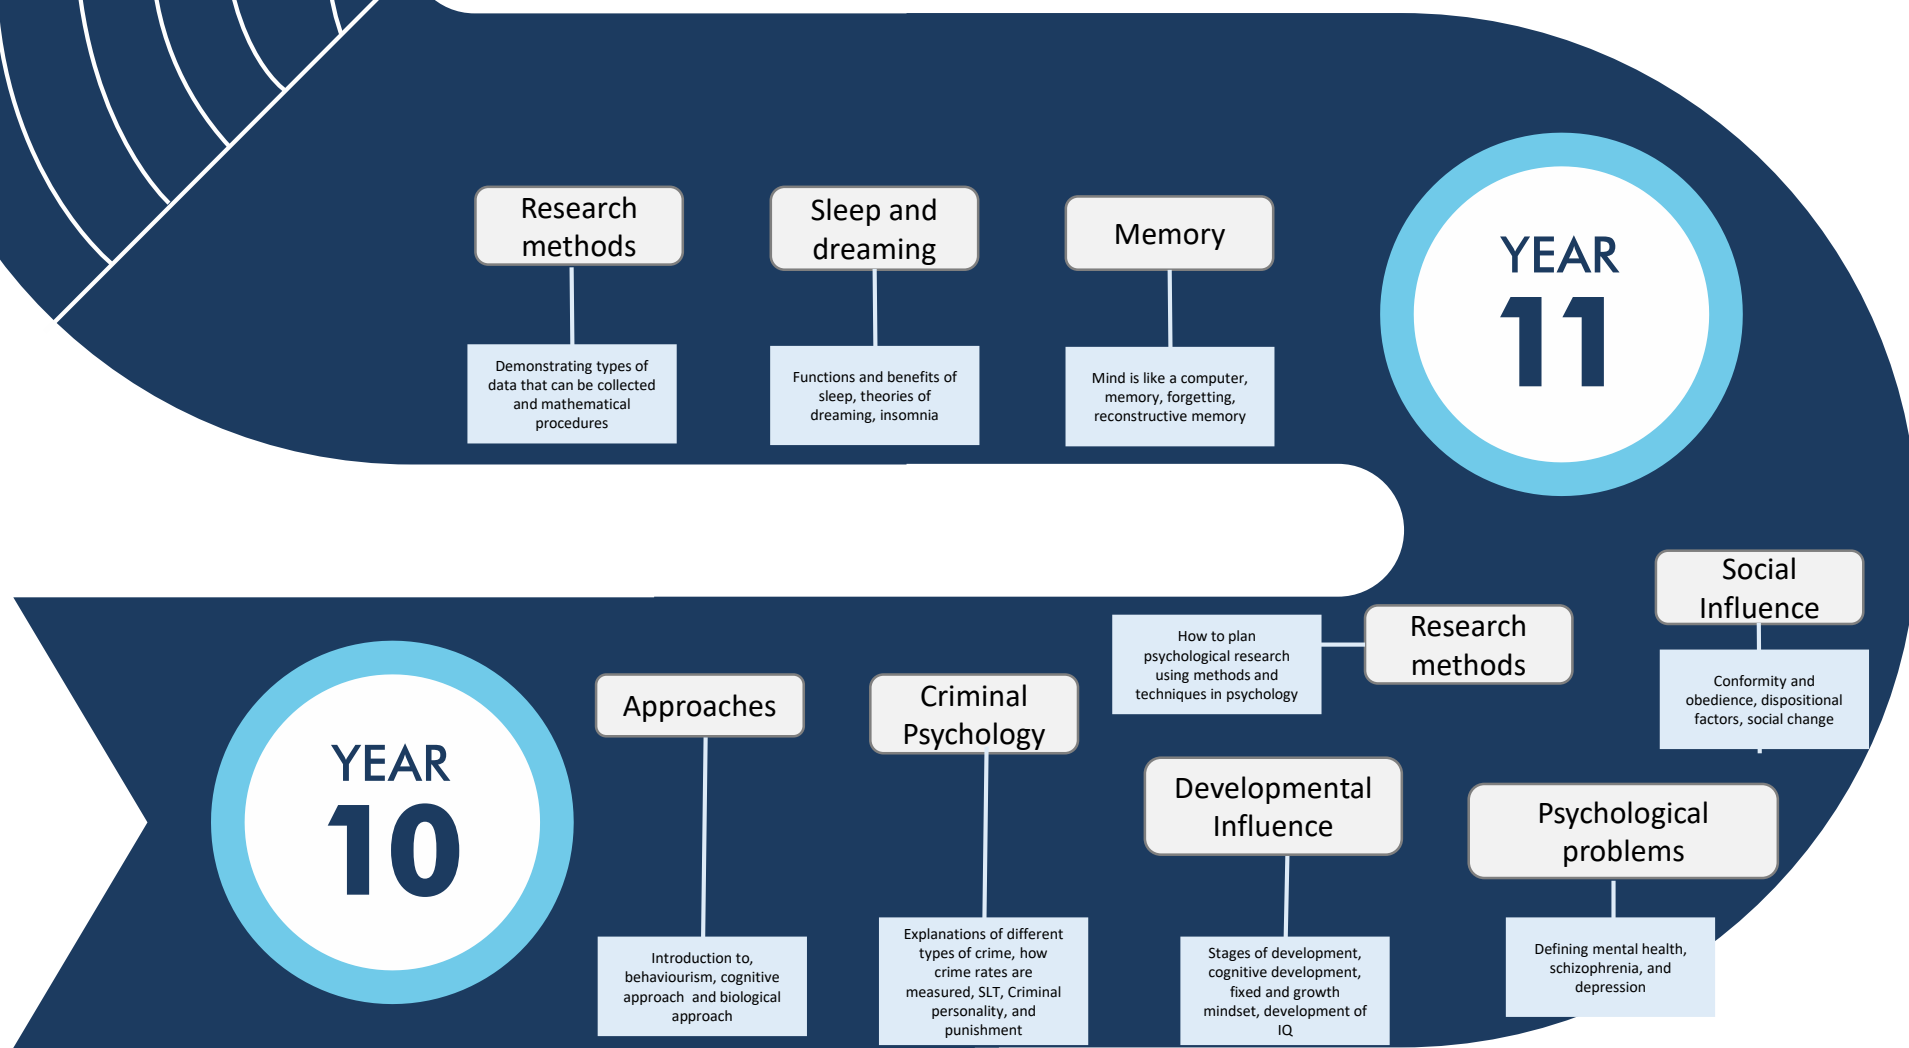 Research
methods
Demonstrating types of
data that can be collected
and mathematical
procedures
Sleep and
dreaming
Functions and benefits of
sleep, theories of
dreaming, insomnia
Memory
Mind is like a computer,
memory, forgetting,
reconstructive memory
YEAR
11
Social
Influence
Conformity and
obedience, dispositional
factors, social change
Research
methods
How to plan
psychological research
using methods and
techniques in psychology
YEAR
10
Approaches
Introduction to,
behaviourism, cognitive
approach and biological
approach
Criminal
Psychology
Explanations of different
types of crime, how
crime rates are
measured, SLT, Criminal
personality, and
punishment
Developmental
Influence
Stages of development,
cognitive development,
fixed and growth
mindset, development of
IQ
Psychological
problems
Defining mental health,
schizophrenia, and
depression